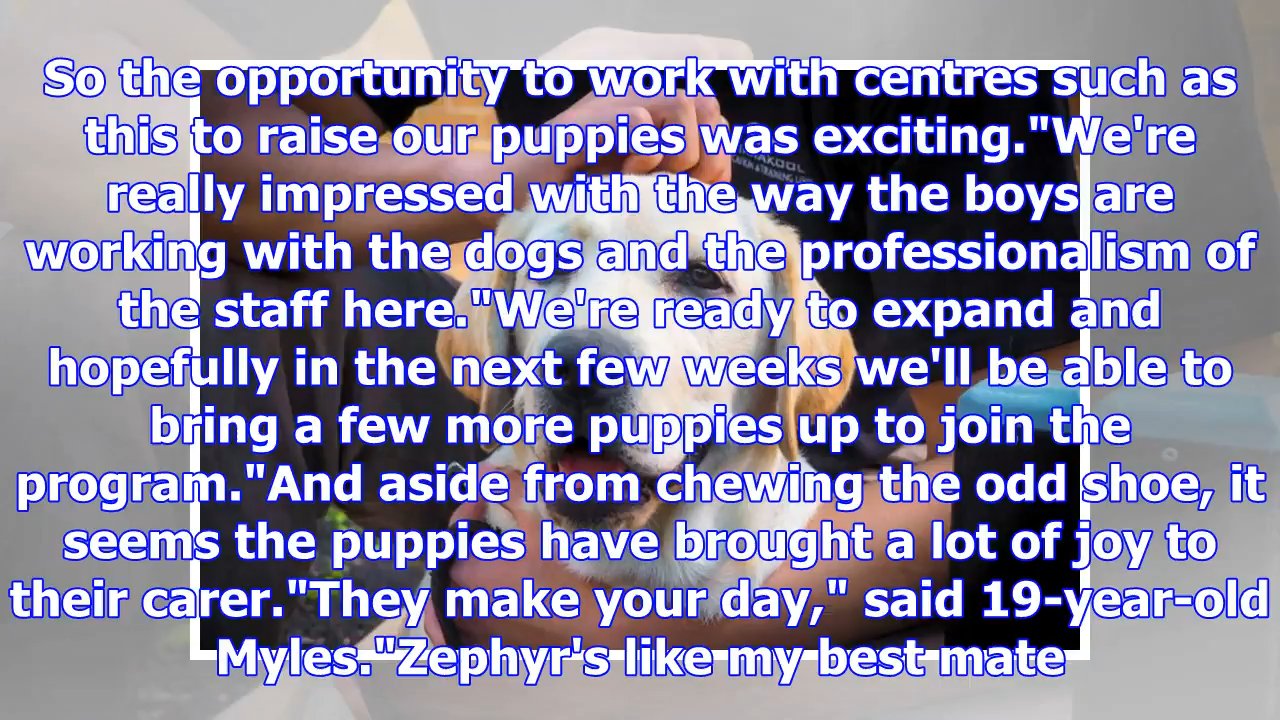 So the opportunity to work with centres such as
this to raise our puppies was exciting."We're
really impressed with the way the boys are
working with the dogs and the professionalism of
the staff here."We're ready to expand and
hopefully in the next few weeks we'll be able to
bring a few more puppies up to join the
program."And aside from chewing the odd shoe, it
seems the puppies have brought a lot of joy to
their carer."They make your day," said 19-year-old
Myles."Zephyr's like my best mate